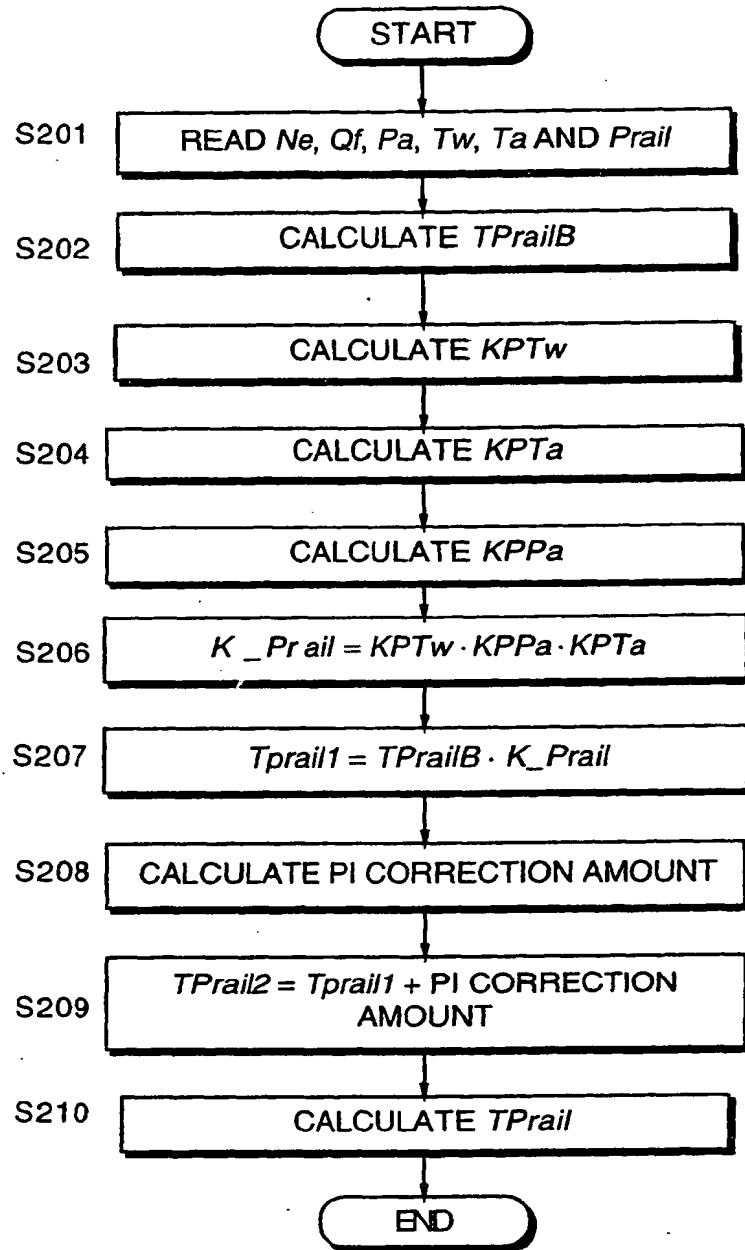 START
S201
READ Ne, Qf, Pa, Tw, Ta AND Prail
S202
CALCULATE TPrailB
S203
CALCULATE KPTw
S204
CALCULATE KPTa
S205
CALCULATE KPPa
S206
K _ Pr ail = KPTw · KPPa · KPTa
S207
Tprail1 = TPrailB · K_Prail
S208
CALCULATE PI CORRECTION AMOUNT
S209
TPrail2 = Tprail1 + PI CORRECTION
AMOUNT
S210
CALCULATE TPrail
END